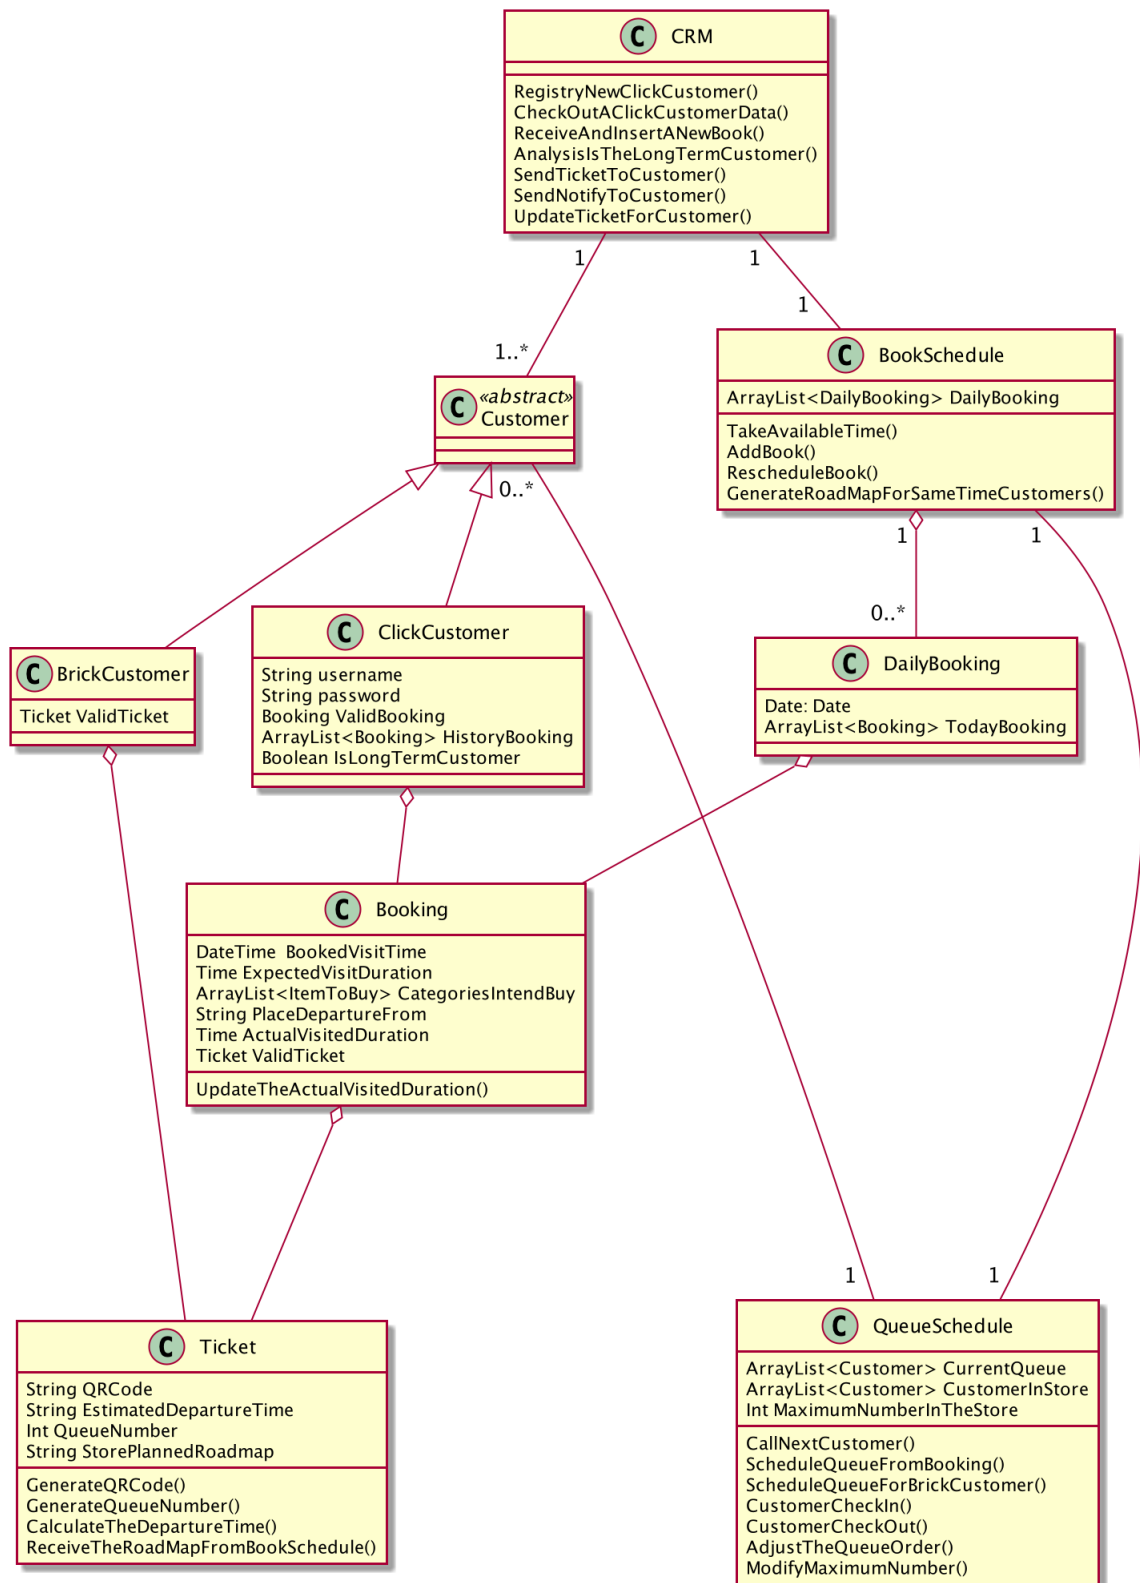 C CRM
RegistryNewClickCustomer()
CheckOutAClickCustomerData()
ReceiveAndInsertANewBook()
AnalysisIsTheLongTermCustomer()
SendTicketToCustomer()
SendNotifyToCustomer()
UpdateTicketForCustomer()
1
1
1
1..*
C BookSchedule
ArrayList<DailyBooking> DailyBooking
TakeAvailableTime()
AddBook()
RescheduleBook()
GenerateRoadMapForSameTimeCustomers()
C «abstract»
Customer
0..*
1
1
0..*
C ClickCustomer
String username
String password
Booking ValidBooking
ArrayList<Booking> HistoryBooking
Boolean IsLongTermCustomer
C BrickCustomer
Ticket ValidTicket
C DailyBooking
Date: Date
ArrayList<Booking> TodayBooking
C Booking
DateTime  BookedVisitTime
Time ExpectedVisitDuration
ArrayList<ItemToBuy> CategoriesIntendBuy
String PlaceDepartureFrom
Time ActualVisitedDuration
Ticket ValidTicket
UpdateTheActualVisitedDuration()
1
1
C Ticket
String QRCode
String EstimatedDepartureTime
Int QueueNumber
String StorePlannedRoadmap
GenerateQRCode()
GenerateQueueNumber()
CalculateTheDepartureTime()
ReceiveTheRoadMapFromBookSchedule()
C QueueSchedule
ArrayList<Customer> CurrentQueue
ArrayList<Customer> CustomerInStore
Int MaximumNumberInTheStore
CallNextCustomer()
ScheduleQueueFromBooking()
ScheduleQueueForBrickCustomer()
CustomerCheckIn()
CustomerCheckOut()
AdjustTheQueueOrder()
ModifyMaximumNumber()